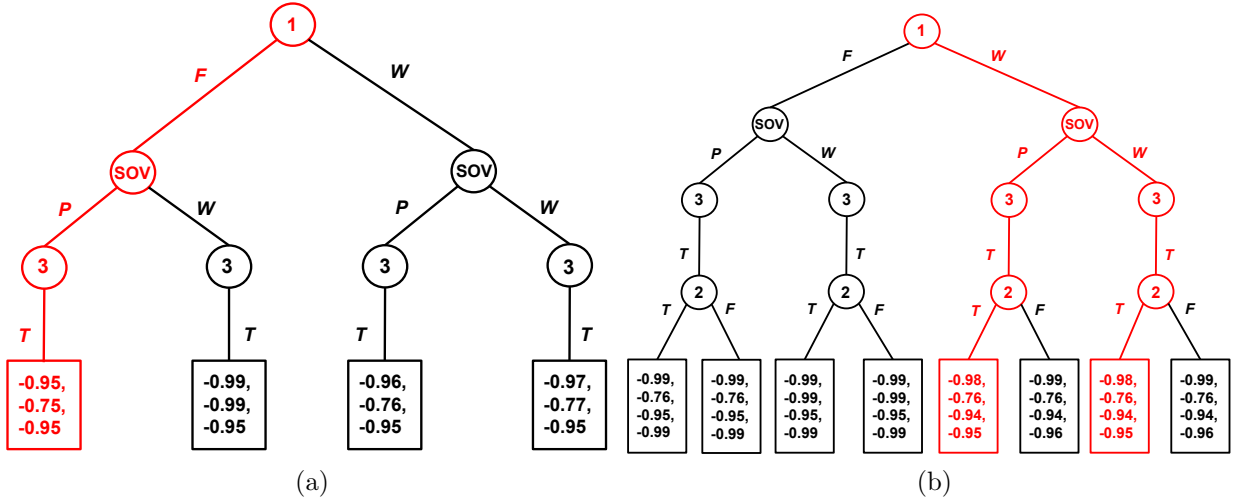 1
F
W
SOV
SOV
P
W
P
W
3
3
3
3
T
T
T
T
-0.95,
-0.75,
-0.95
-0.99,
-0.99,
-0.95
-0.96,
-0.76,
-0.95
-0.97,
-0.77,
-0.95
(a)
1
F
W
SOV
SOV
P
W
P
W
3
3
3
3
T
T
T
T
2
2
2
2
T
F
T
F
T
F
T
F
-0.99,
-0.76,
-0.95,
-0.99
-0.99,
-0.76,
-0.95,
-0.99
-0.99,
-0.99,
-0.95,
-0.99
-0.99,
-0.99,
-0.95,
-0.99
-0.98,
-0.76,
-0.94,
-0.95
-0.99,
-0.76,
-0.94,
-0.96
-0.98,
-0.76,
-0.94,
-0.95
-0.99,
-0.76,
-0.94,
-0.96
(b)